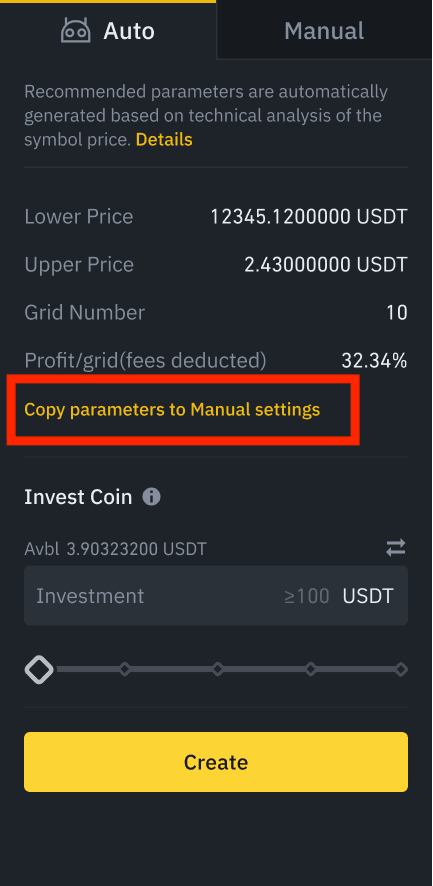 Auto
Manual
Recommended parameters are automatically
generated based on technical analysis of the
symbol price. Details
Lower Price 12345.1200000 USDT
Upper Price 2.43000000 USDT
Grid Number 10
Profit/grid(fees deducted) 32.34%
Copy parameters to Manual settings
Invest Coin
Avbl 3.90323200 USDT
Investment ≥100 USDT
Create